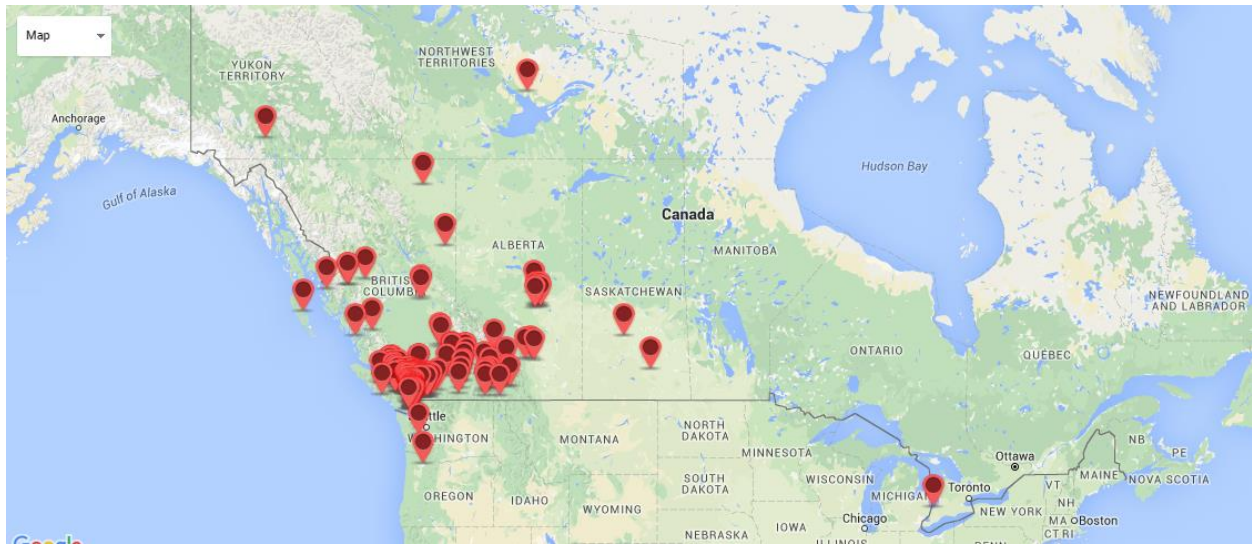 Map
NORTHWEST
TERRITORIES
YUKON
TERRITORY
Anchorage
Hudson Bay
Gulf of Alaska
Canada
ALBERTA
MANITOBA
BRITISH
COLUMB
SASKATCHEWAN
NEWFOUNDLAND
AND LABRADOR
ONTARIO
QUÉBEC
NORTH
DAKOTA
MONTANA
MINNESOTA
Ottawa
NB
PE
MAINE
NOVA SCOTIA
SOUTH
DAKOTA
WISCONSIN
MICHIGAN
Toronto
VT
NH
OREGON
IDAHO
WYOMING
NEW YORK
MA
Boston
CT RI
Chicago
IOWA
NEBRASKA